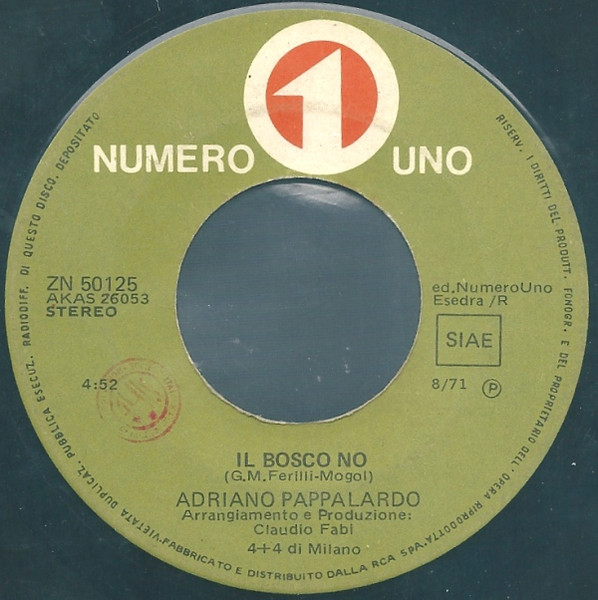 NUMERO 1 UNO
ZN 50125
AKAS 26053
STEREO
4:52
ed.NumeroUno
Esedra /R
SIAE
8/71 Ⓟ
IL BOSCO NO
(G.M.Ferilli-Mogol)
ADRIANO PAPPALARDO
Arrangiamento e Produzione:
Claudio Fabi
4+4 di Milano
RISERV. I DIRITTI DEL PRODUTT. FONOGR. E DEL PROPRIETARIO DELL' OPERA RIPRODOTTA. VIETATA DUPLICAZ. PUBBLICA ESECUZ. RADIODIFF. DI QUESTO DISCO. DEPOSITATO
FABBRICATO E DISTRIBUITO DALLA RCA SPA.